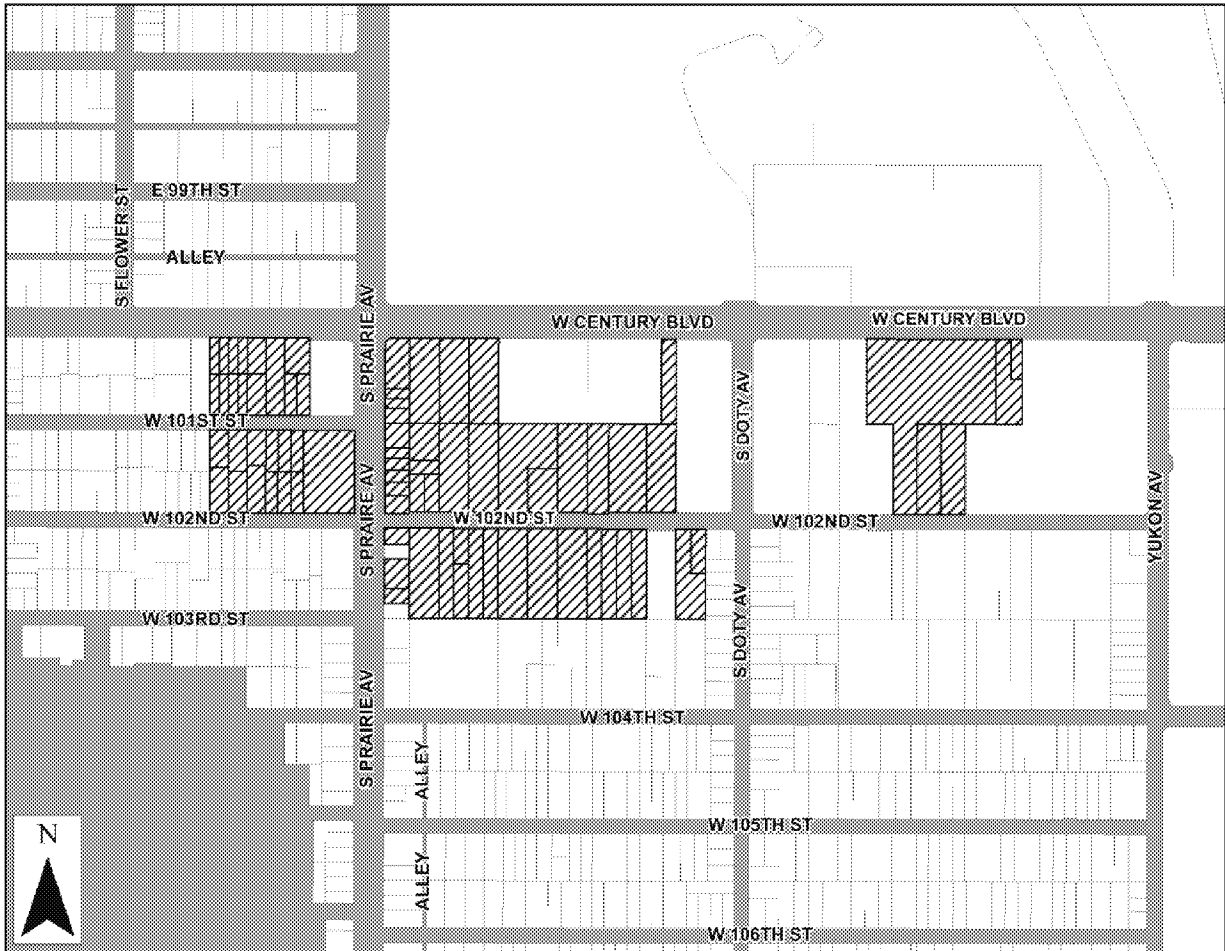 E 99TH ST
S FLOWER ST
ALLEY
S PRAIRIE AV
W CENTURY BLVD
W CENTURY BLVD
W 101ST ST
S DOTY AV
S PRAIRE AV
W 102ND ST
W 102ND ST
W 102ND ST
YUKON AV
W 103RD ST
S DOTY AV
S PRAIRIE AV
W 104TH ST
ALLEY
W 105TH ST
ALLEY
W 106TH ST
N